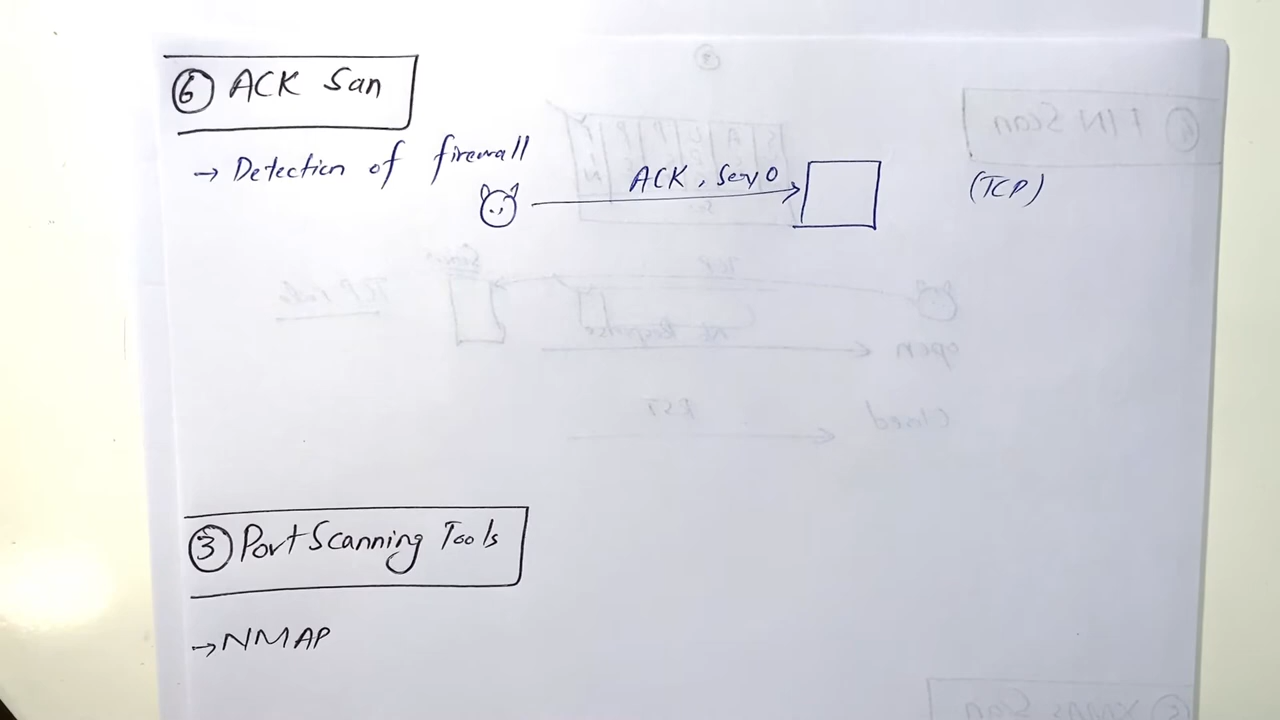 ⑥ ACK San
→ Detection of firewall
ACK, Seq 0
(TCP)
③ Port Scanning Tools
→ NMAP